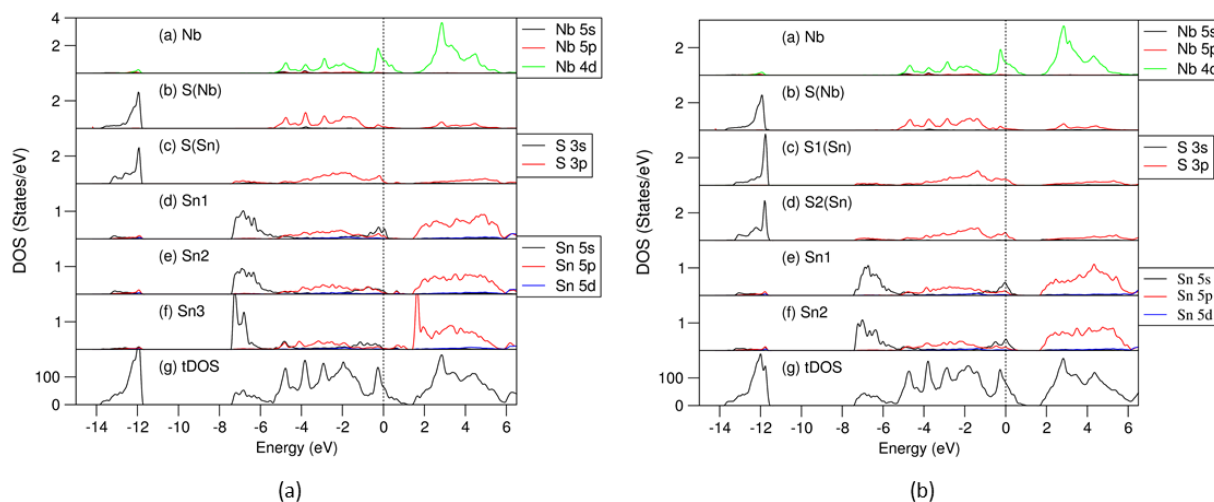 4
2
(a) Nb
Nb 5s
Nb 5p
Nb 4d
2
(b) S(Nb)
2
(c) S(Sn)
S 3s
S 3p
1
(d) Sn1
1
(e) Sn2
Sn 5s
Sn 5p
Sn 5d
1
(f) Sn3
100
0
(g) tDOS
DOS (States/eV)
-14 -12 -10 -8 -6 -4 -2 0 2 4 6
Energy (eV)
(a)
2
(a) Nb
Nb 5s
Nb 5p
Nb 4d
2
(b) S(Nb)
2
(c) S1(Sn)
S 3s
S 3p
2
(d) S2(Sn)
1
(e) Sn1
Sn 5s
Sn 5p
Sn 5d
1
(f) Sn2
100
0
(g) tDOS
DOS (States/eV)
-14 -12 -10 -8 -6 -4 -2 0 2 4 6
Energy (eV)
(b)